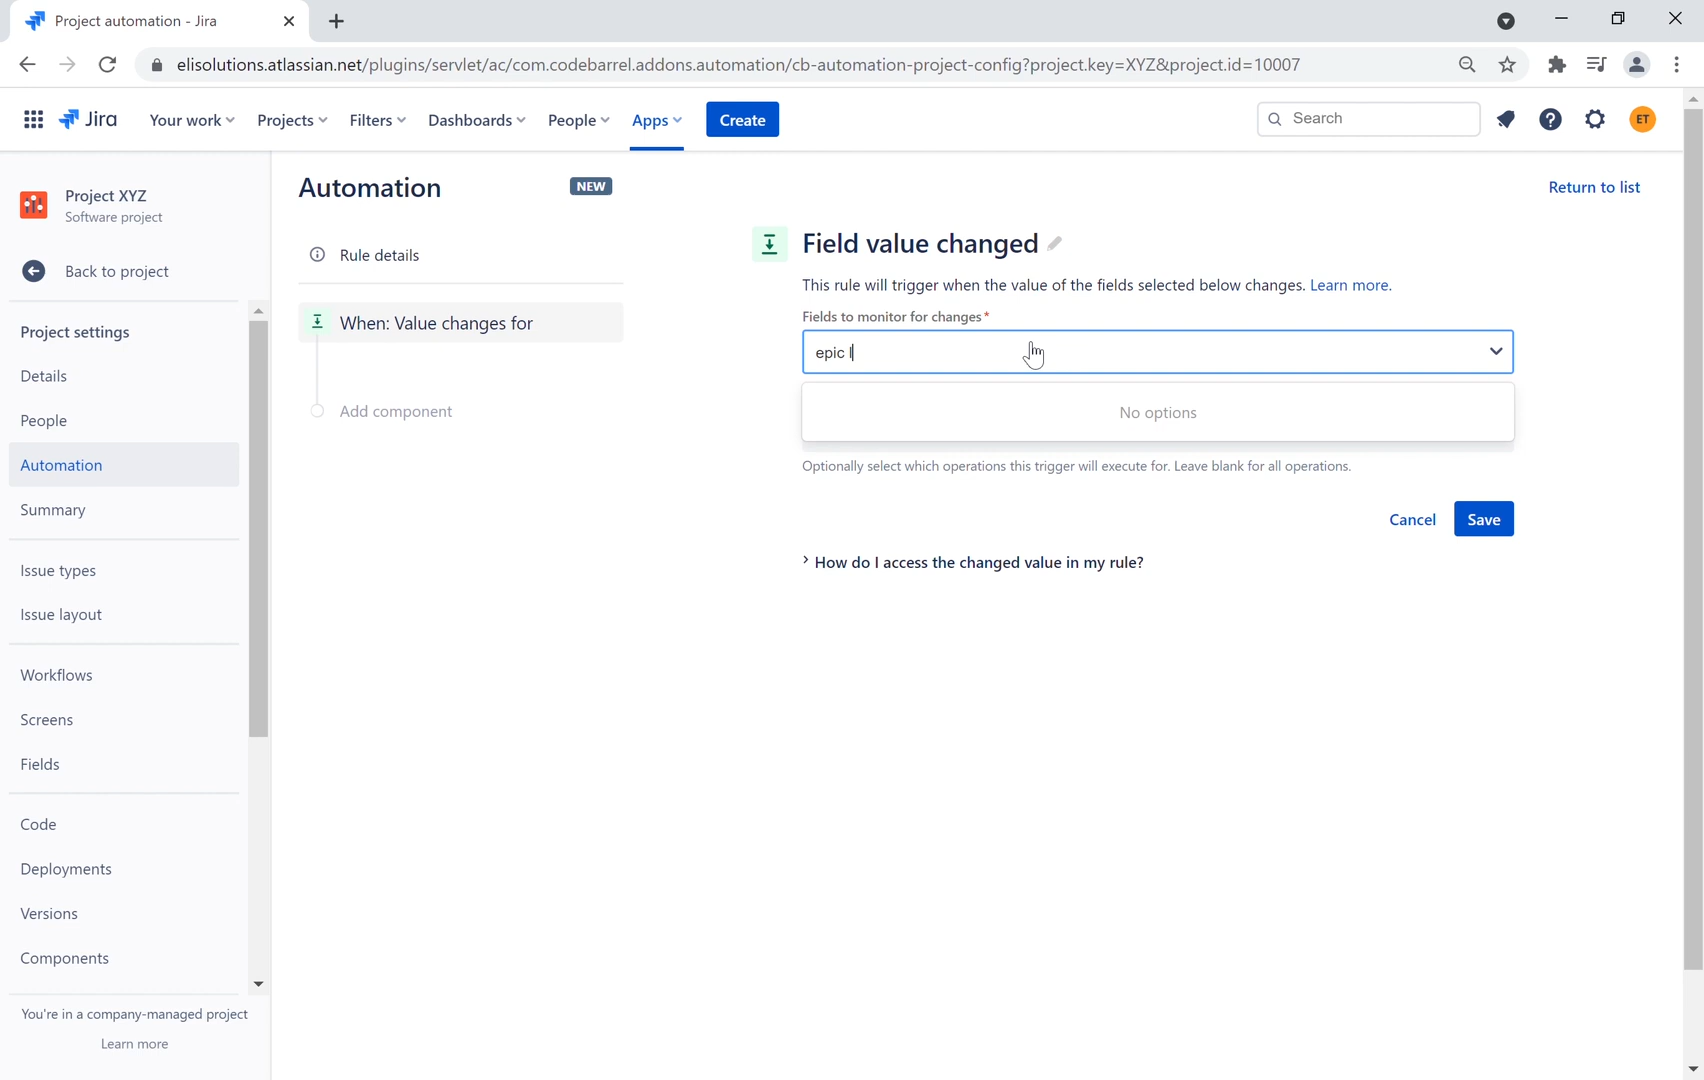 Project automation - Jira
elisolutions.atlassian.net/plugins/servlet/ac/com.codebarrel.addons.automation/cb-automation-project-config?project.key=XYZ&project.id=10007
Jira
Your work
Projects
Filters
Dashboards
People
Apps
Create
Search
ET
Project XYZ
Software project
Back to project
Project settings
Details
People
Automation
Summary
Issue types
Issue layout
Workflows
Screens
Fields
Code
Deployments
Versions
Components
You're in a company-managed project
Learn more
Automation
NEW
Return to list
Rule details
When: Value changes for
Add component
Field value changed
This rule will trigger when the value of the fields selected below changes. Learn more.
Fields to monitor for changes*
epic l
No options
Optionally select which operations this trigger will execute for. Leave blank for all operations.
Cancel
Save
How do I access the changed value in my rule?